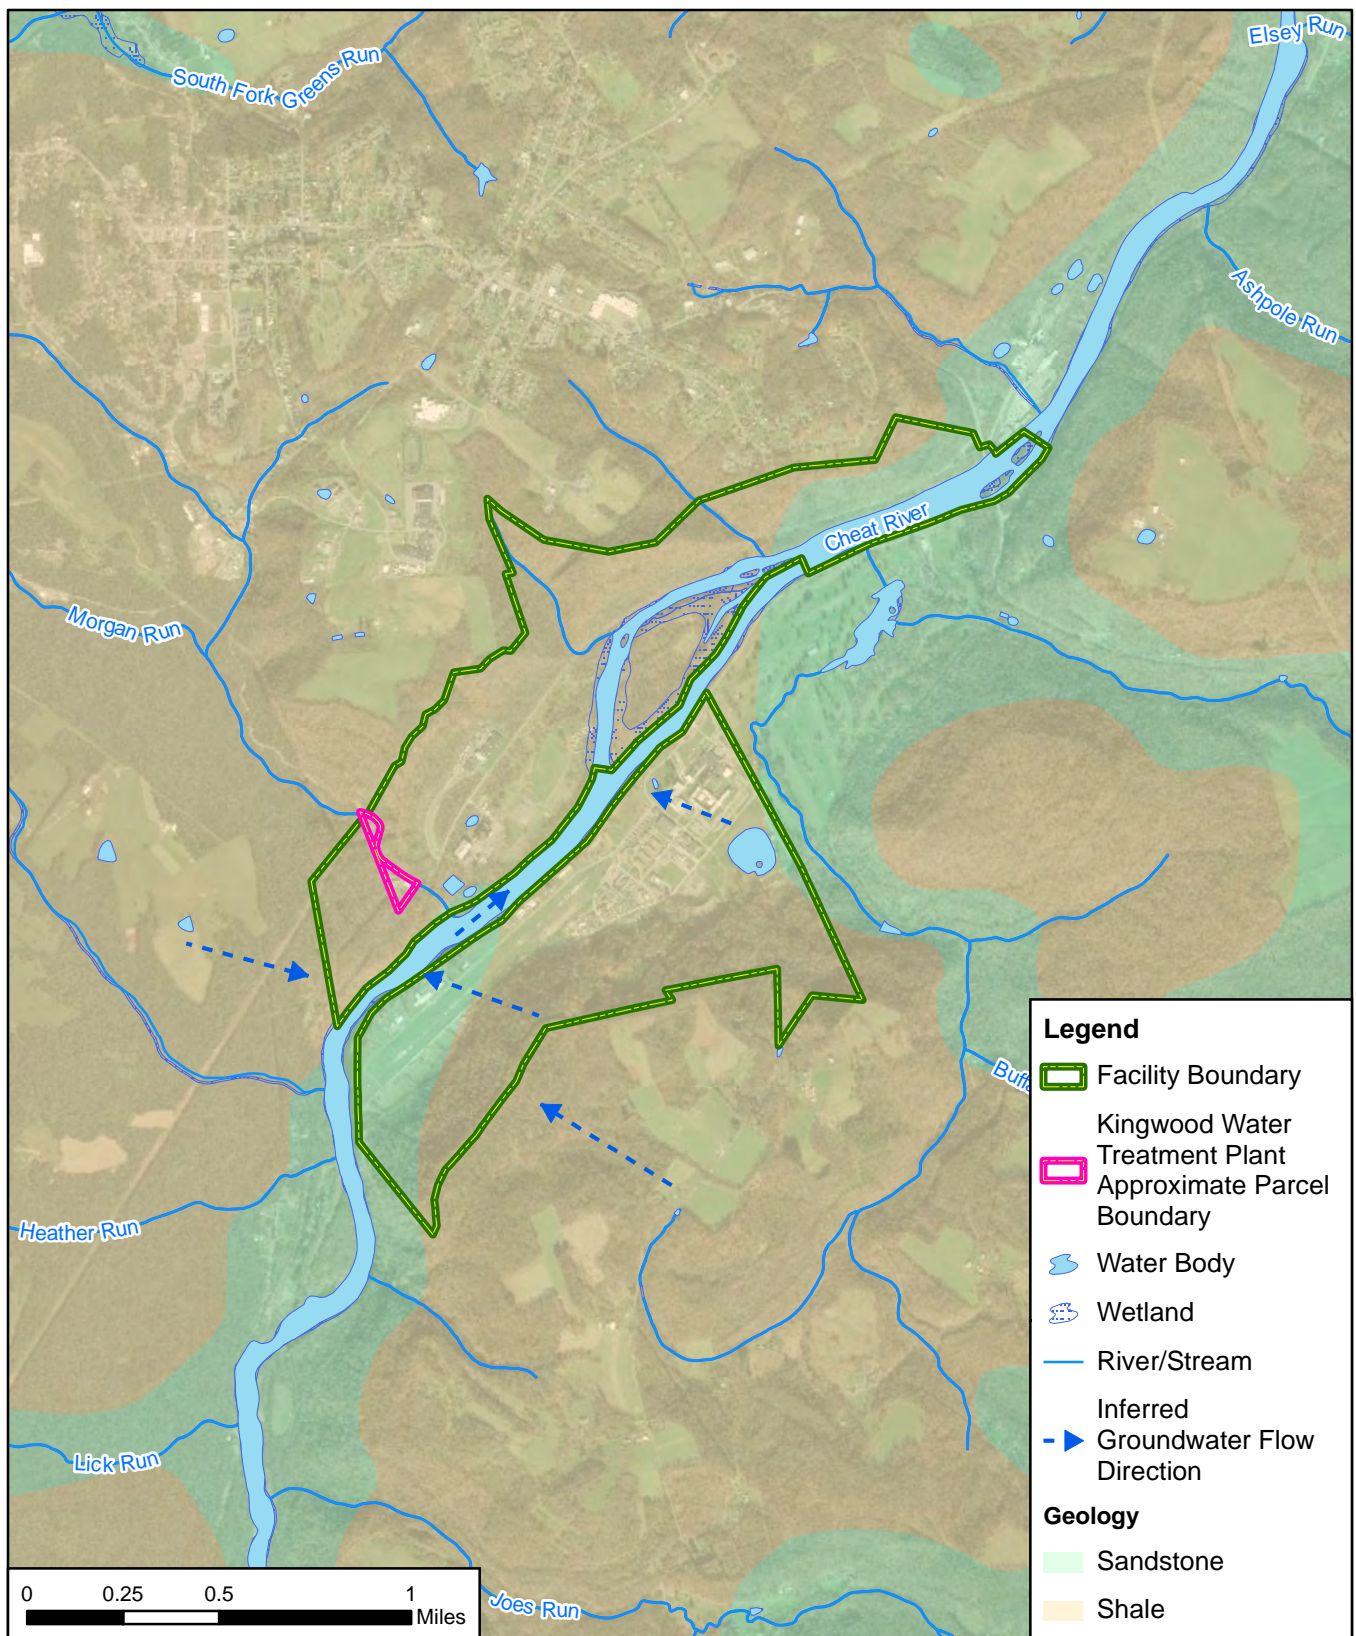 Elsey Run
South Fork Greens Run
Ashpole Run
Cheat River
Morgan Run
Buff
Heather Run
Lick Run
Joes Run
Legend
Facility Boundary
Kingwood Water
Treatment Plant
Approximate Parcel
Boundary
Water Body
Wetland
River/Stream
Inferred
Groundwater Flow
Direction
Geology
Sandstone
Shale
0 0.25 0.5 1
Miles